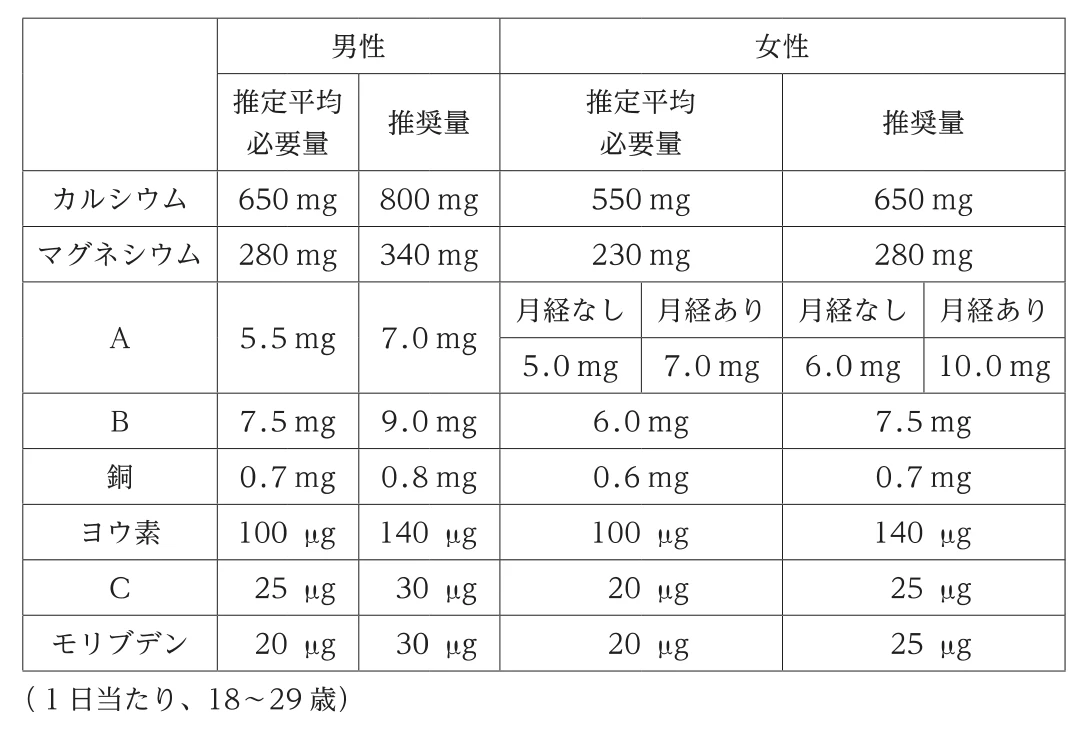 男性 女性
推定平均必要量 推奨量 推定平均必要量 推奨量
カルシウム 650 mg 800 mg 550 mg 650 mg
マグネシウム 280 mg 340 mg 230 mg 280 mg
A 5.5 mg 7.0 mg 月経なし 月経あり 月経なし 月経あり
5.0 mg 7.0 mg 6.0 mg 10.0 mg
B 7.5 mg 9.0 mg 6.0 mg 7.5 mg
銅 0.7 mg 0.8 mg 0.6 mg 0.7 mg
ヨウ素 100 μg 140 μg 100 μg 140 μg
C 25 μg 30 μg 20 μg 25 μg
モリブデン 20 μg 30 μg 20 μg 25 μg
(1日当たり、18~29歳)